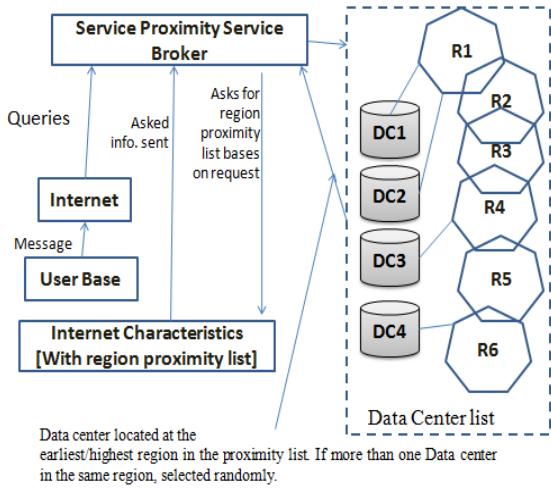 Service Proximity Service
Broker
Queries
Asked
info. sent
Asks for
region
proximity
list bases
on request
Internet
Message
User Base
Internet Characteristics
[With region proximity list]
R1
R2
DC1
R3
DC2
R4
DC3
R5
DC4
R6
Data Center list
Data center located at the
earliest/highest region in the proximity list. If more than one Data center
in the same region, selected randomly.